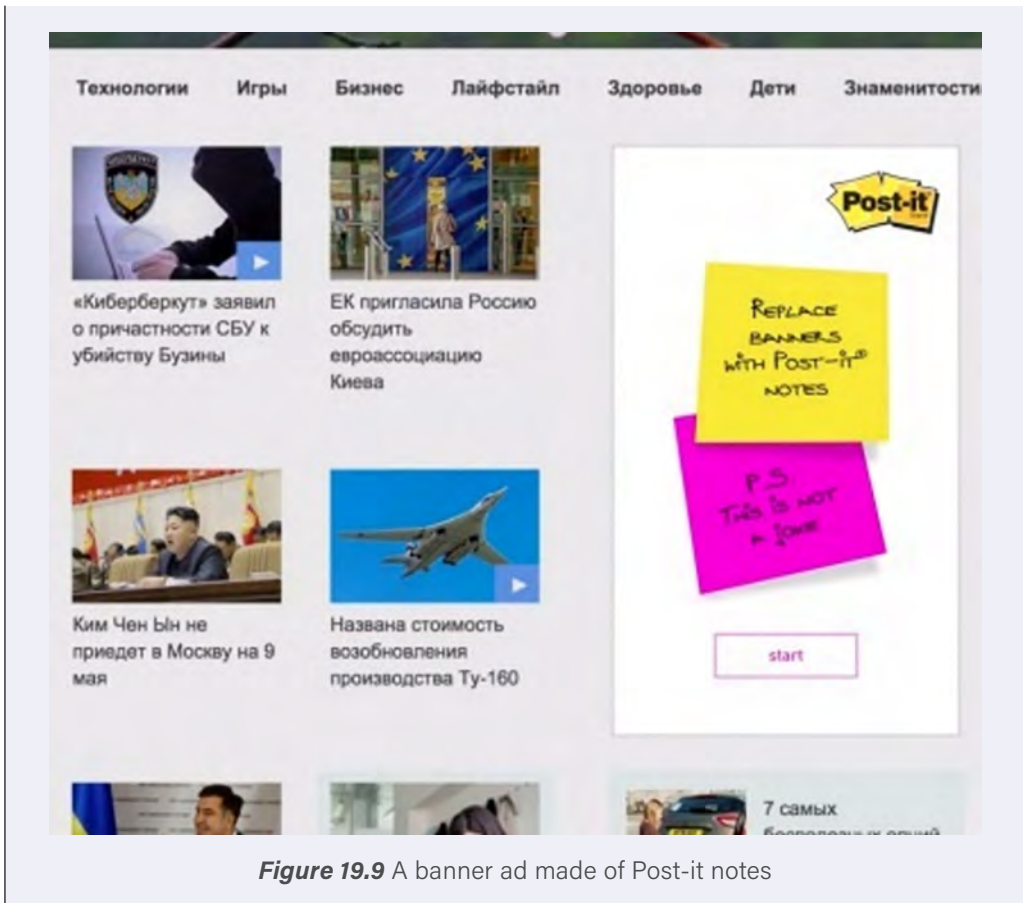 Технологии Игры Бизнес Лайфстайл Здоровье Дети Знаменитости
«Киберберкут» заявил
о причастности СБУ к
убийству Бузины
ЕК пригласила Россию
обсудить
евроассоциацию
Киева
Post-it
REPLACE
BANNERS
WITH POST-IT®
NOTES
P.S.
THIS IS NOT
A JOKE
start
Ким Чен Ын не
приедет в Москву на 9
мая
Названа стоимость
возобновления
производства Ту-160
7 самых
бесполезных опций
Figure 19.9 A banner ad made of Post-it notes